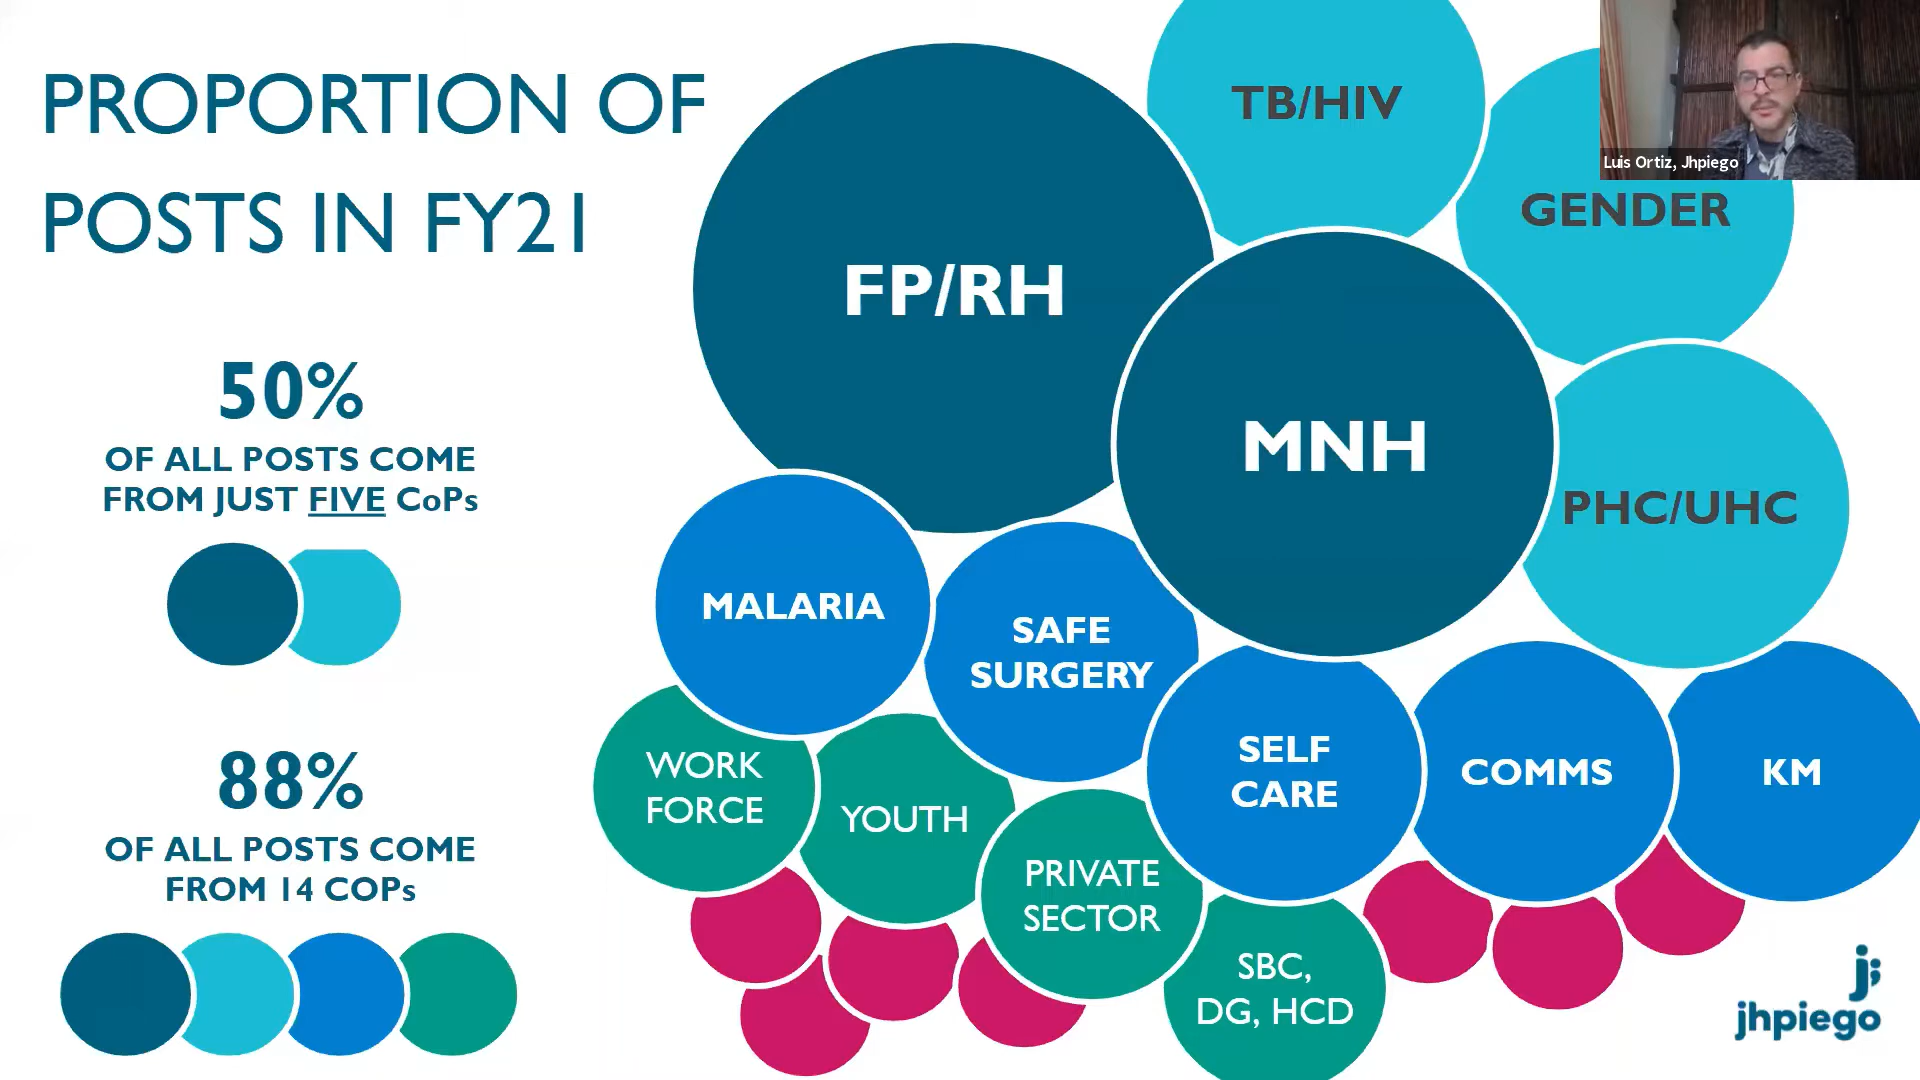 PROPORTION OF
POSTS IN FY21
50%
OF ALL POSTS COME
FROM JUST FIVE CoPs
88%
OF ALL POSTS COME
FROM 14 COPs
TB/HIV
GENDER
FP/RH
MNH
PHC/UHC
MALARIA
SAFE
SURGERY
SELF
CARE
COMMS
KM
WORK
FORCE
YOUTH
PRIVATE
SECTOR
SBC,
DG, HCD
Luis Ortiz, Jhpiego
jhpiego